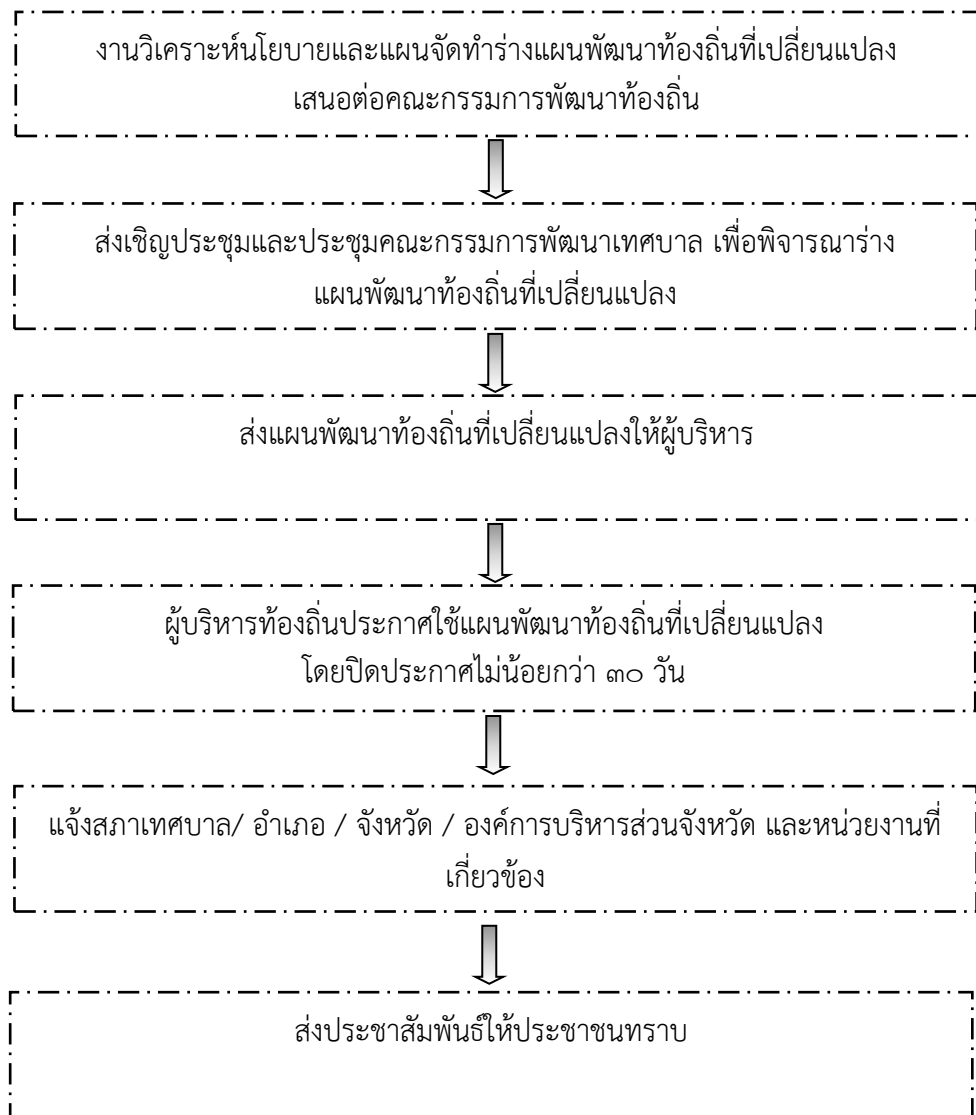 งานวิเคราะห์นโยบายและแผนจัดทำร่างแผนพัฒนาท้องถิ่นที่เปลี่ยนแปลง
เสนอต่อคณะกรรมการพัฒนาท้องถิ่น
ส่งเชิญประชุมและประชุมคณะกรรมการพัฒนาเทศบาล เพื่อพิจารณาร่าง
แผนพัฒนาท้องถิ่นที่เปลี่ยนแปลง
ส่งแผนพัฒนาท้องถิ่นที่เปลี่ยนแปลงให้ผู้บริหาร
ผู้บริหารท้องถิ่นประกาศใช้แผนพัฒนาท้องถิ่นที่เปลี่ยนแปลง
โดยปิดประกาศไม่น้อยกว่า ๓๐ วัน
แจ้งสภาเทศบาล/ อำเภอ / จังหวัด / องค์การบริหารส่วนจังหวัด และหน่วยงานที่
เกี่ยวข้อง
ส่งประชาสัมพันธ์ให้ประชาชนทราบ